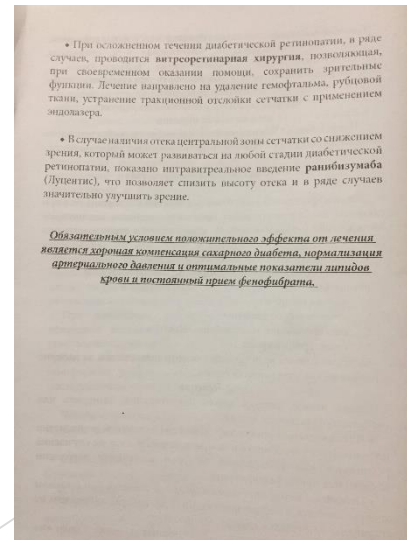 • При осложненном течении диабетической ретинопатии, в ряде
случаев, проводится витреоретинарная хирургия, позволяющая,
при своевременном оказании помощи, сохранить зрительные
функции. Лечение направлено на удаление гемофтальма, рубцовой
ткани, устранение тракционной отслойки сетчатки с применением
эндолазера.
• В случае наличия отека центральной зоны сетчатки со снижением
зрения, который может развиваться на любой стадии диабетической
ретинопатии, показано интравитреальное введение ранибизумаба
(Луцентис), что позволяет снизить высоту отека и в ряде случаев
значительно улучшить зрение.
Обязательным условием положительного эффекта от лечения
является хорошая компенсация сахарного диабета, нормализация
артериального давления и оптимальные показатели липидов
крови и постоянный прием фенофибрата.